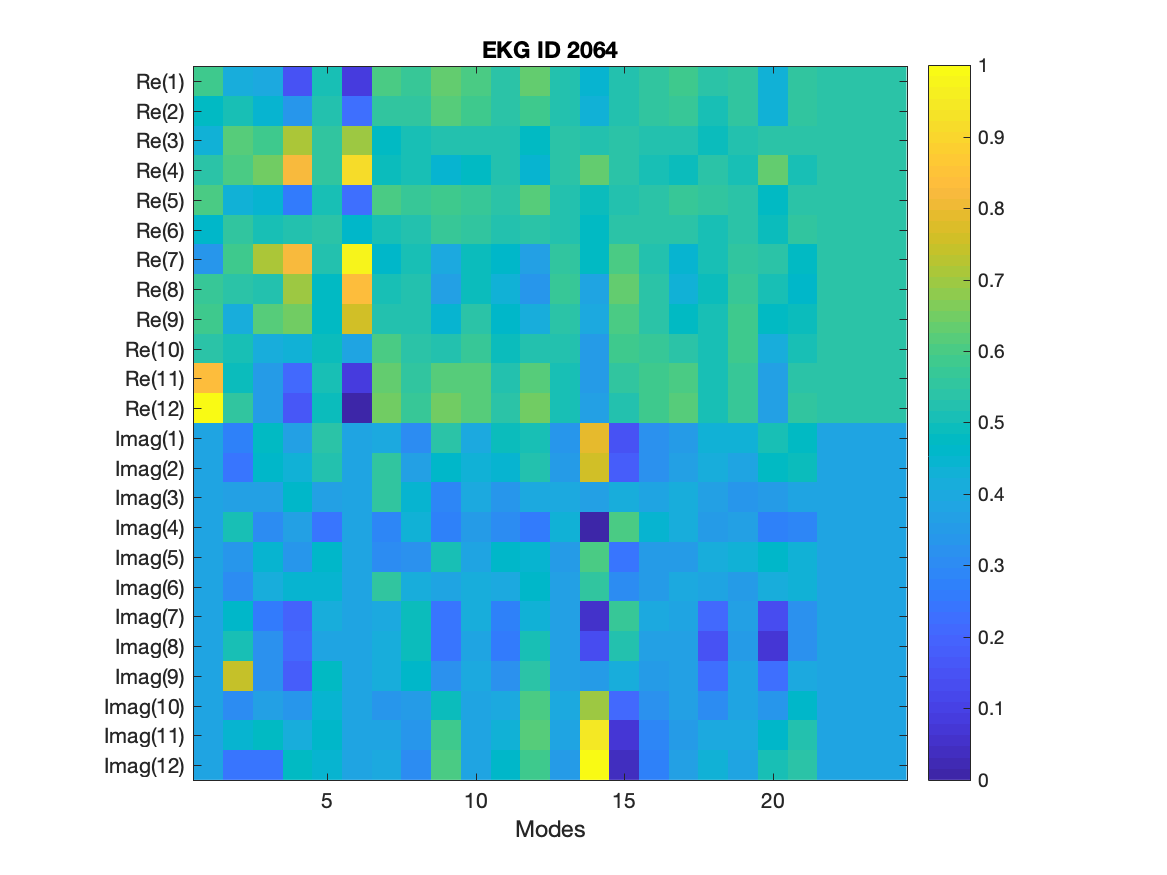 EKG ID 2064
Re(1)
Re(2)
Re(3)
Re(4)
Re(5)
Re(6)
Re(7)
Re(8)
Re(9)
Re(10)
Re(11)
Re(12)
Imag(1)
Imag(2)
Imag(3)
Imag(4)
Imag(5)
Imag(6)
Imag(7)
Imag(8)
Imag(9)
Imag(10)
Imag(11)
Imag(12)
5 10 15 20
Modes
1
0.9
0.8
0.7
0.6
0.5
0.4
0.3
0.2
0.1
0